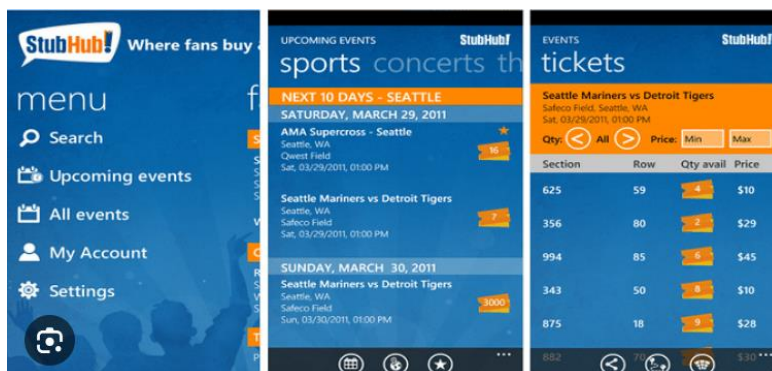 StubHub! Where fans buy
menu
Search
Upcoming events
All events
My Account
Settings
UPCOMING EVENTS StubHub!
sports concerts th
NEXT 10 DAYS - SEATTLE
SATURDAY, MARCH 29, 2011
AMA Supercross - Seattle
Seattle, WA
Qwest Field
Sat, 03/29/2011, 01:00 PM
16
Seattle Mariners vs Detroit Tigers
Seattle, WA
Safeco Field
Sat, 03/29/2011, 01:00 PM
7
SUNDAY, MARCH 30, 2011
Seattle Mariners vs Detroit Tigers
Seattle, WA
Safeco Field
Sun, 03/30/2011, 01:00 PM
3000
EVENTS StubHub!
tickets
Seattle Mariners vs Detroit Tigers
Safeco Field, Seattle, WA
Sat, 03/29/2011, 01:00 PM
Qty: < All > Price: Min Max
Section Row Qty avail Price
625 59 4 $10
356 80 2 $29
994 85 6 $45
343 50 8 $10
875 18 9 $28
882 70 $30